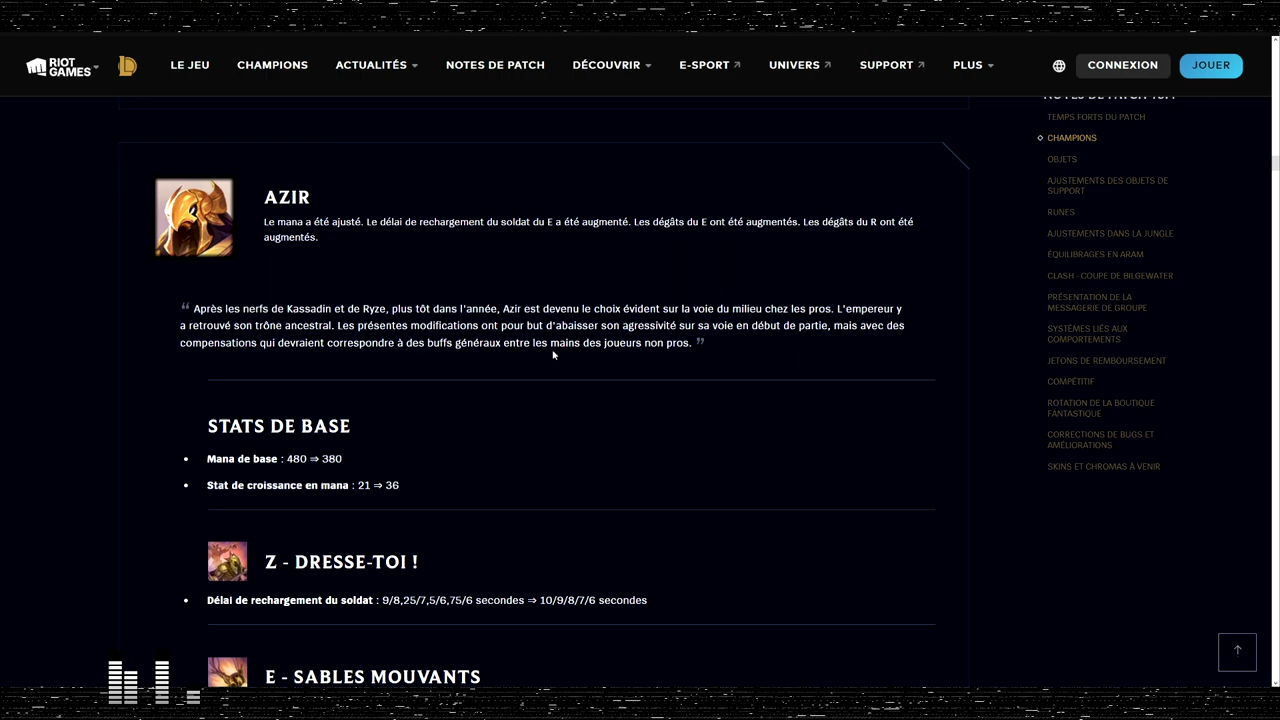 RIOT GAMES
LE JEU
CHAMPIONS
ACTUALITÉS
NOTES DE PATCH
DÉCOUVRIR
E-SPORT
UNIVERS
SUPPORT
PLUS
CONNEXION
JOUER
AZIR
Le mana a été ajusté. Le délai de rechargement du soldat du E a été augmenté. Les dégâts du E ont été augmentés. Les dégâts du R ont été
augmentés.
“ Après les nerfs de Kassadin et de Ryze, plus tôt dans l'année, Azir est devenu le choix évident sur la voie du milieu chez les pros. L'empereur y
a retrouvé son trône ancestral. Les présentes modifications ont pour but d'abaisser son agressivité sur sa voie en début de partie, mais avec des
compensations qui devraient correspondre à des buffs généraux entre les mains des joueurs non pros. ”
STATS DE BASE
• Mana de base : 480 ⇒ 380
• Stat de croissance en mana : 21 ⇒ 36
Z - DRESSE-TOI !
• Délai de rechargement du soldat : 9/8,25/7,5/6,75/6 secondes ⇒ 10/9/8/7/6 secondes
E - SABLES MOUVANTS
TEMPS FORTS DU PATCH
CHAMPIONS
OBJETS
AJUSTEMENTS DES OBJETS DE
SUPPORT
RUNES
AJUSTEMENTS DANS LA JUNGLE
ÉQUILIBRAGES EN ARAM
CLASH - COUPE DE BILGEWATER
PRÉSENTATION DE LA
MESSAGERIE DE GROUPE
SYSTÈMES LIÉS AUX
COMPORTEMENTS
JETONS DE REMBOURSEMENT
COMPÉTITIF
ROTATION DE LA BOUTIQUE
FANTASTIQUE
CORRECTIONS DE BUGS ET
AMÉLIORATIONS
SKINS ET CHROMAS À VENIR